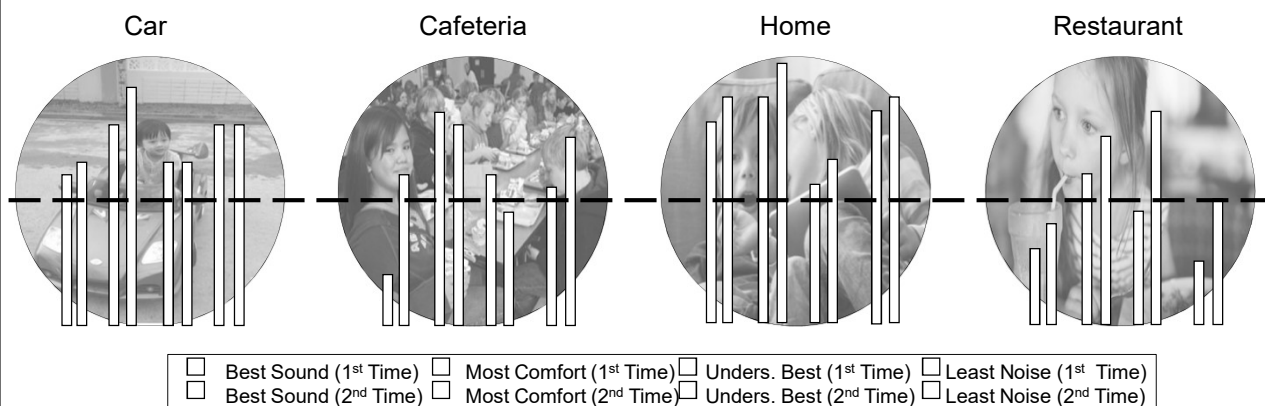 Car Cafeteria Home Restaurant
Best Sound (1st Time) Most Comfort (1st Time) Unders. Best (1st Time) Least Noise (1st Time)
Best Sound (2nd Time) Most Comfort (2nd Time) Unders. Best (2nd Time) Least Noise (2nd Time)